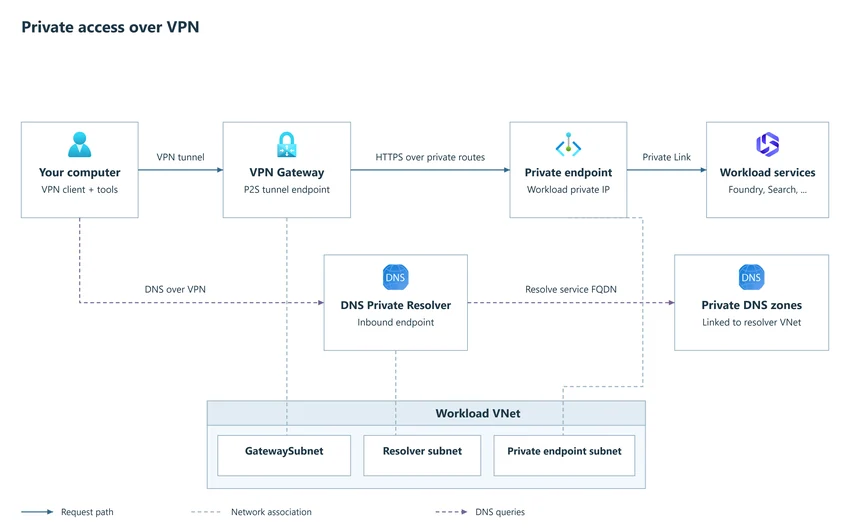 Private access over VPN
Your computer
VPN client + tools
VPN tunnel
VPN Gateway
P2S tunnel endpoint
HTTPS over private routes
Private endpoint
Workload private IP
Private Link
Workload services
Foundry, Search, ...
DNS over VPN
DNS
DNS Private Resolver
Inbound endpoint
Resolve service FQDN
DNS
Private DNS zones
Linked to resolver VNet
Workload VNet
GatewaySubnet
Resolver subnet
Private endpoint subnet
Request path
Network association
DNS queries